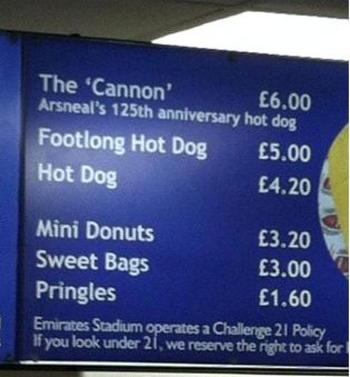 The 'Cannon' £6.00
Arsneal's 125th anniversary hot dog
Footlong Hot Dog £5.00
Hot Dog £4.20
Mini Donuts £3.20
Sweet Bags £3.00
Pringles £1.60
Emirates Stadium operates a Challenge 21 Policy
If you look under 21, we reserve the right to ask for